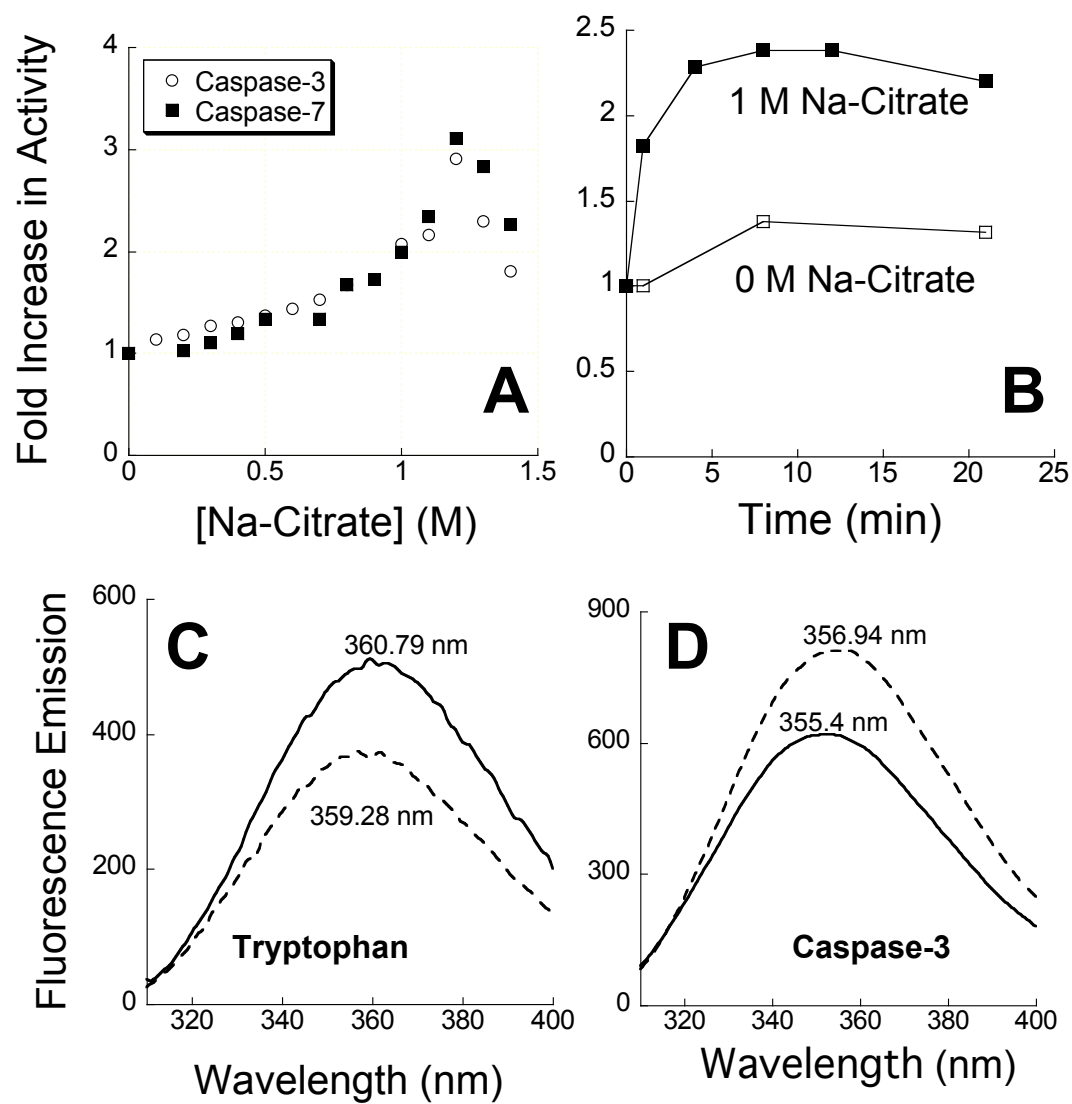 Fold Increase in Activity
4
3
2
1
0
Caspase-3
Caspase-7
A
0
0.5
1
1.5
[Na-Citrate] (M)
2.5
2
1.5
1
0.5
0
1 M Na-Citrate
0 M Na-Citrate
B
0
5
10
15
20
25
Time (min)
Fluorescence Emission
600
400
200
0
C
360.79 nm
359.28 nm
Tryptophan
320
340
360
380
400
Wavelength (nm)
900
600
300
0
D
356.94 nm
355.4 nm
Caspase-3
320
340
360
380
400
Wavelength (nm)